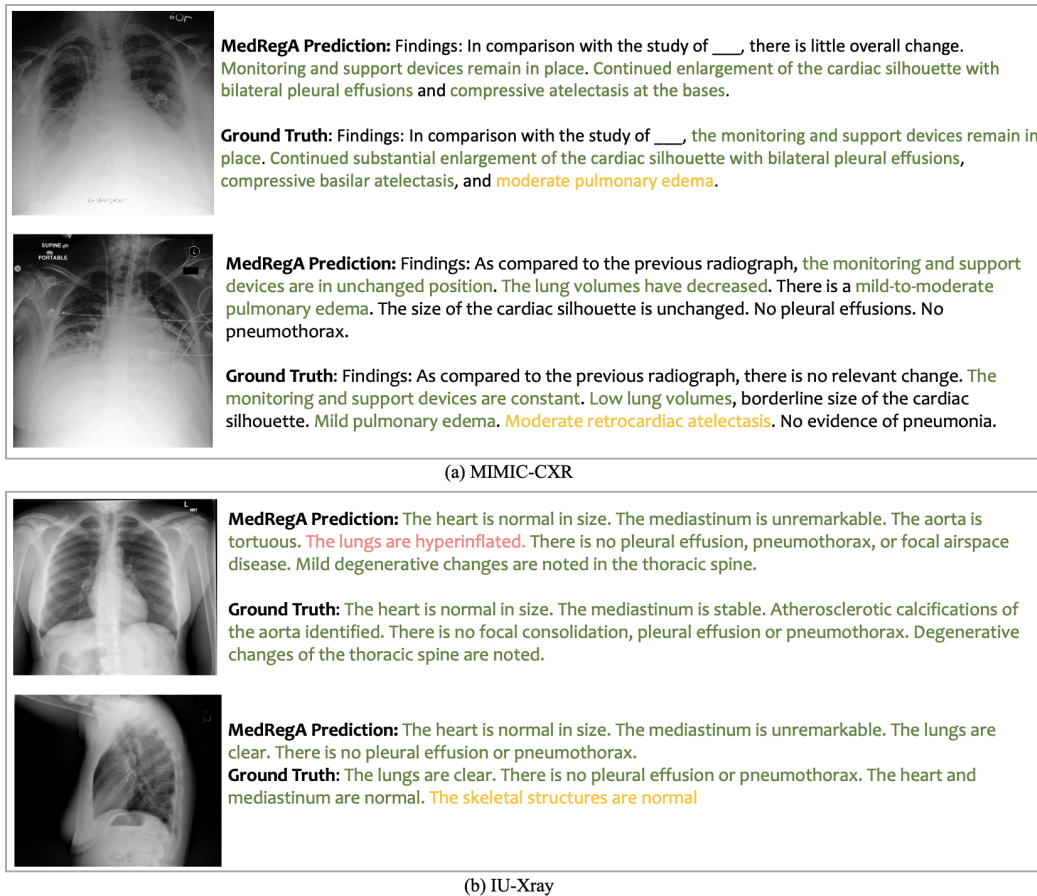 MedRegA Prediction: Findings: In comparison with the study of ___, there is little overall change.
Monitoring and support devices remain in place. Continued enlargement of the cardiac silhouette with
bilateral pleural effusions and compressive atelectasis at the bases.
Ground Truth: Findings: In comparison with the study of ___, the monitoring and support devices remain in
place. Continued substantial enlargement of the cardiac silhouette with bilateral pleural effusions,
compressive basilar atelectasis, and moderate pulmonary edema.
SUPINE
PORTABLE
L
MedRegA Prediction: Findings: As compared to the previous radiograph, the monitoring and support
devices are in unchanged position. The lung volumes have decreased. There is a mild-to-moderate
pulmonary edema. The size of the cardiac silhouette is unchanged. No pleural effusions. No
pneumothorax.
Ground Truth: Findings: As compared to the previous radiograph, there is no relevant change. The
monitoring and support devices are constant. Low lung volumes, borderline size of the cardiac
silhouette. Mild pulmonary edema. Moderate retrocardiac atelectasis. No evidence of pneumonia.
(a) MIMIC-CXR
L
MedRegA Prediction: The heart is normal in size. The mediastinum is unremarkable. The aorta is
tortuous. The lungs are hyperinflated. There is no pleural effusion, pneumothorax, or focal airspace
disease. Mild degenerative changes are noted in the thoracic spine.
Ground Truth: The heart is normal in size. The mediastinum is stable. Atherosclerotic calcifications of
the aorta identified. There is no focal consolidation, pleural effusion or pneumothorax. Degenerative
changes of the thoracic spine are noted.
MedRegA Prediction: The heart is normal in size. The mediastinum is unremarkable. The lungs are
clear. There is no pleural effusion or pneumothorax.
Ground Truth: The lungs are clear. There is no pleural effusion or pneumothorax. The heart and
mediastinum are normal. The skeletal structures are normal
(b) IU-Xray